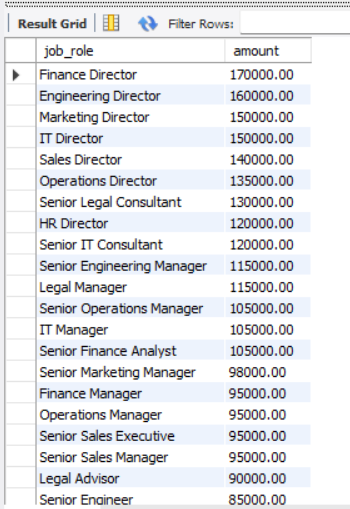 Result Grid Filter Rows:
job_role amount
Finance Director 170000.00
Engineering Director 160000.00
Marketing Director 150000.00
IT Director 150000.00
Sales Director 140000.00
Operations Director 135000.00
Senior Legal Consultant 130000.00
HR Director 120000.00
Senior IT Consultant 120000.00
Senior Engineering Manager 115000.00
Legal Manager 115000.00
Senior Operations Manager 105000.00
IT Manager 105000.00
Senior Finance Analyst 105000.00
Senior Marketing Manager 98000.00
Finance Manager 95000.00
Operations Manager 95000.00
Senior Sales Executive 95000.00
Senior Sales Manager 95000.00
Legal Advisor 90000.00
Senior Engineer 85000.00